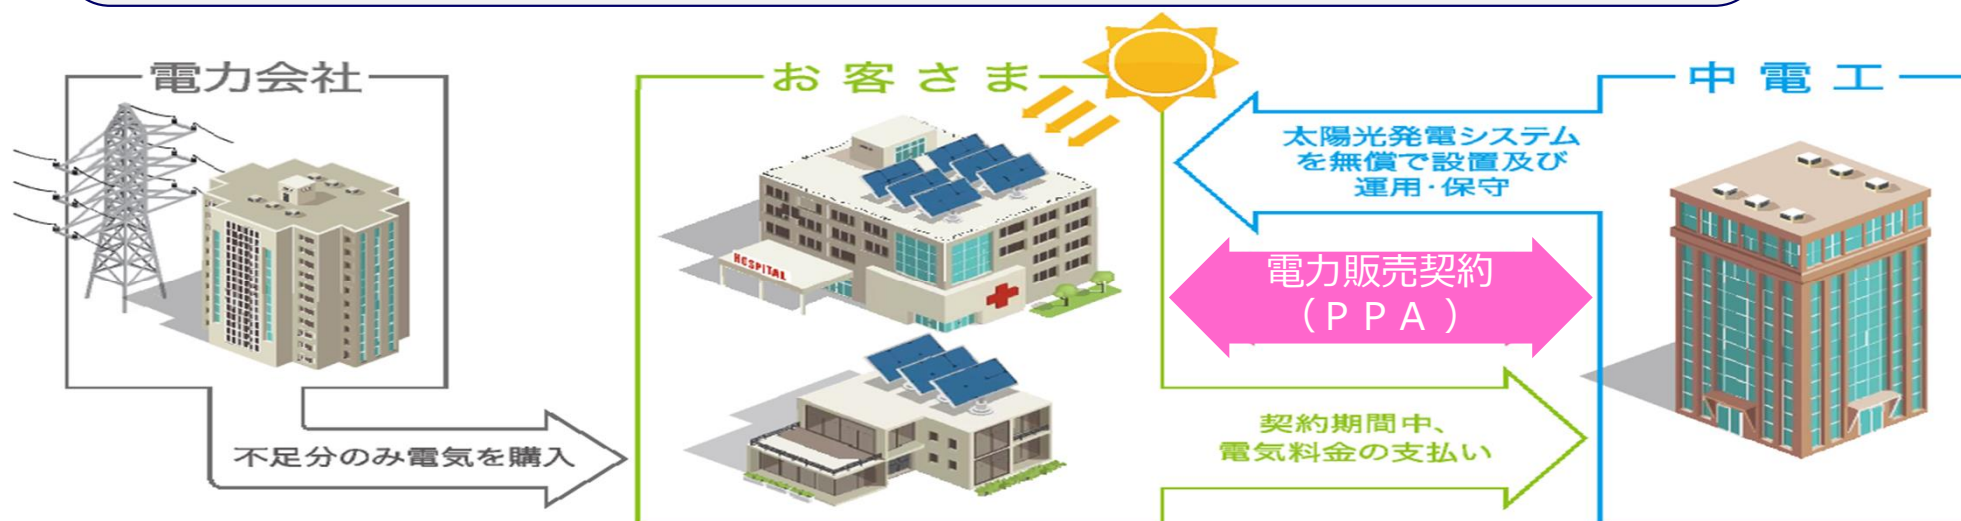 電力会社
不足分のみ電気を購入
お客さま
HOSPITAL
太陽光発電システム
を無償で設置及び
運用・保守
電力販売契約
（ＰＰＡ）
契約期間中、
電気料金の支払い
中電工